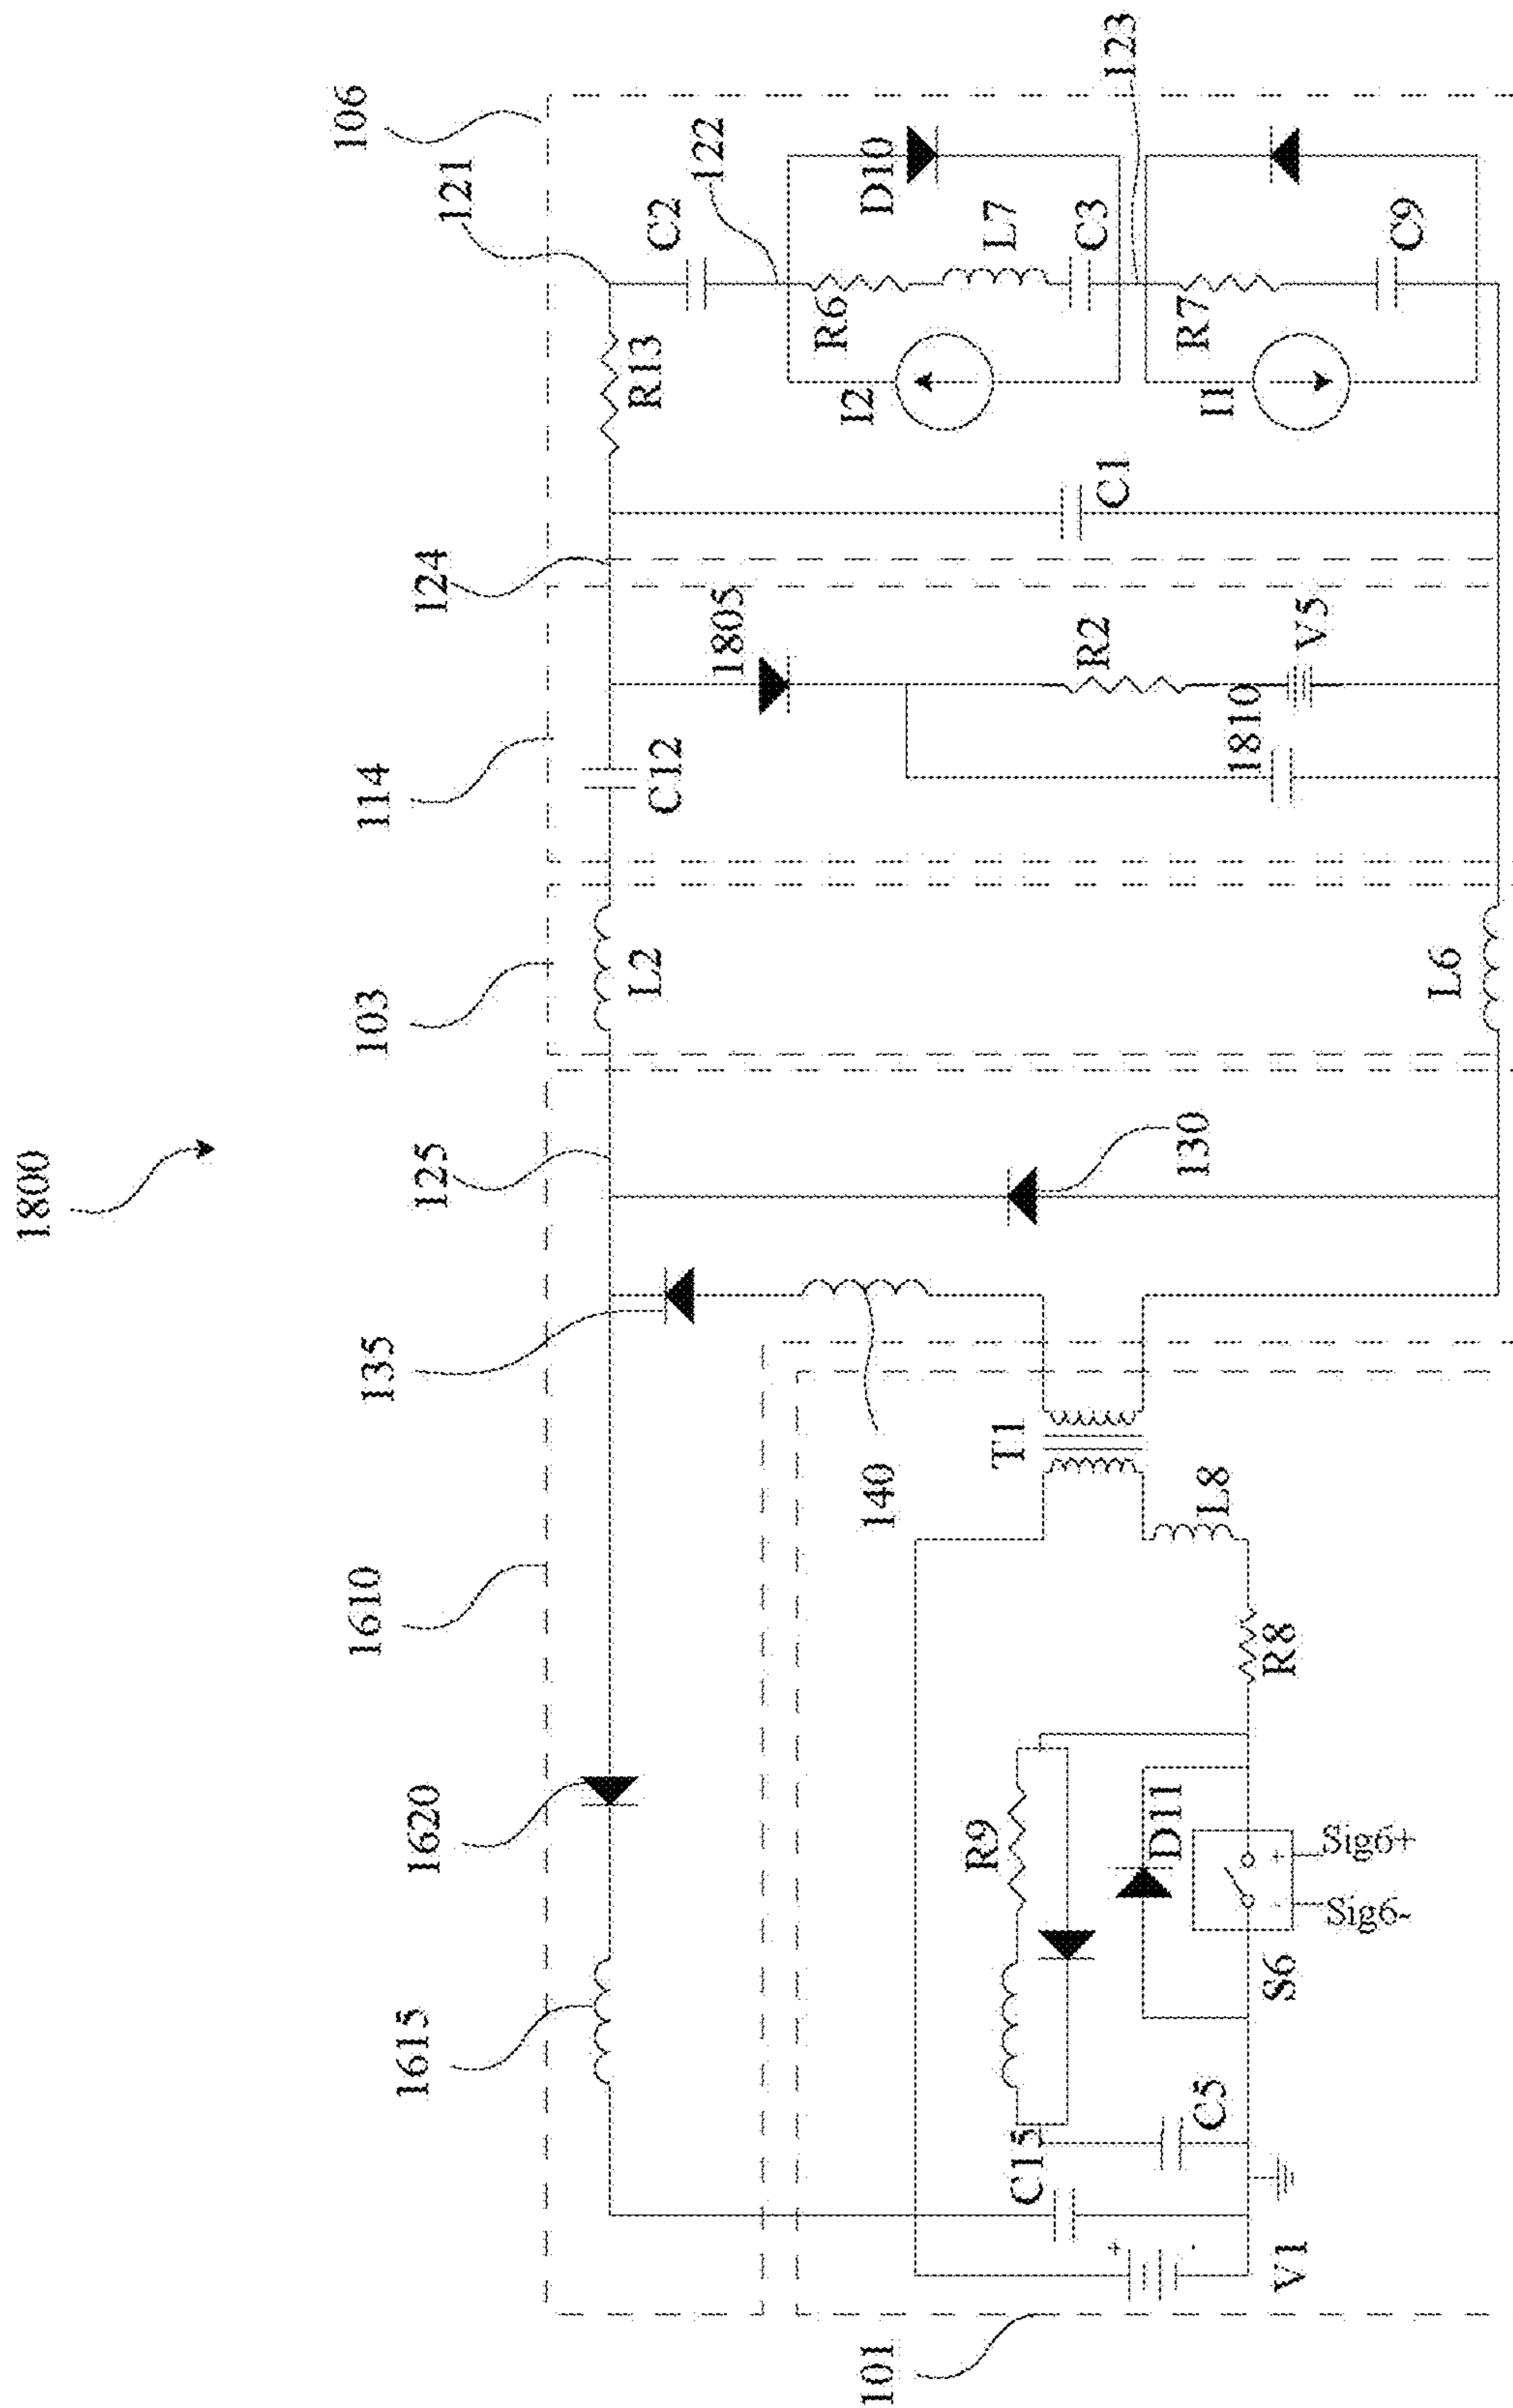 1800
101
1610
1615
1620
135
125
103
114
124
121
106
140
130
V1
C15
C5
R9
D11
S6
Sig6-
Sig6+
R8
L8
T1
L2
L6
C12
1805
1810
R2
V5
C1
R13
C2
122
I2
R6
L7
C3
D10
123
I1
R7
C9
+
-
- +